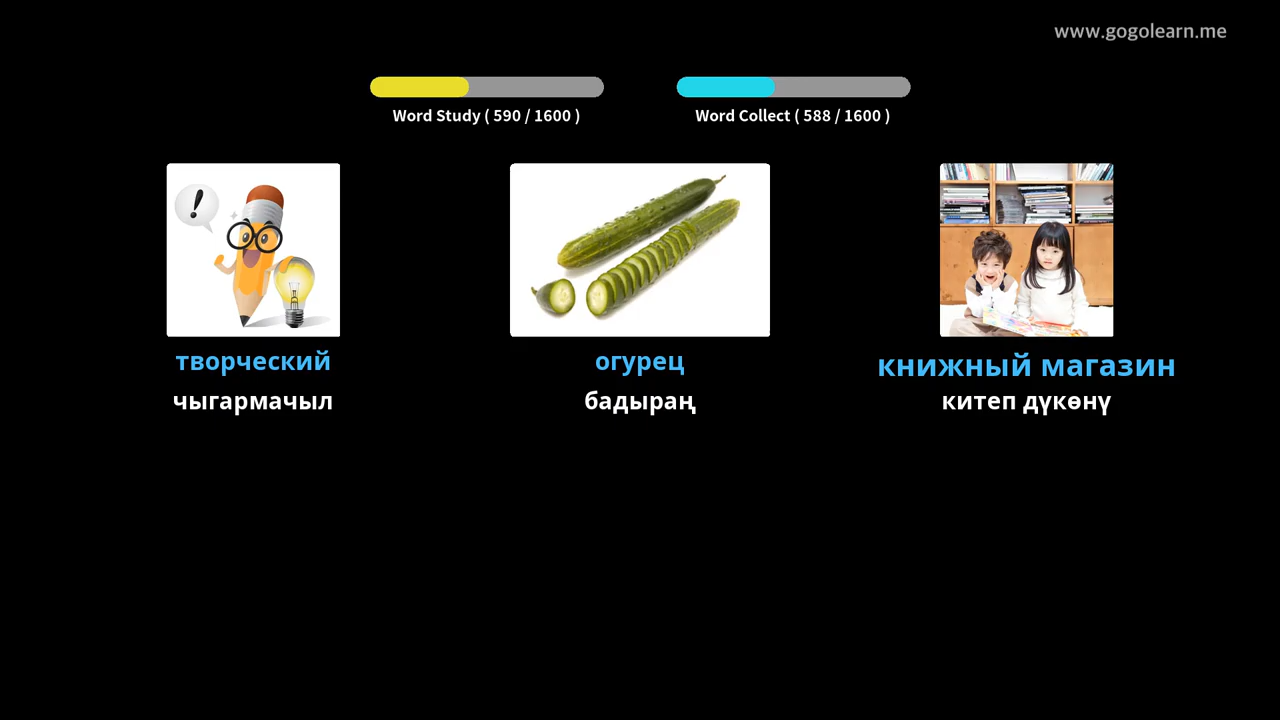 www.gogolearn.me
Word Study ( 590 / 1600 )
Word Collect ( 588 / 1600 )
творческий
чыгармачыл
огурец
бадыраң
книжный магазин
китеп дүкөнү